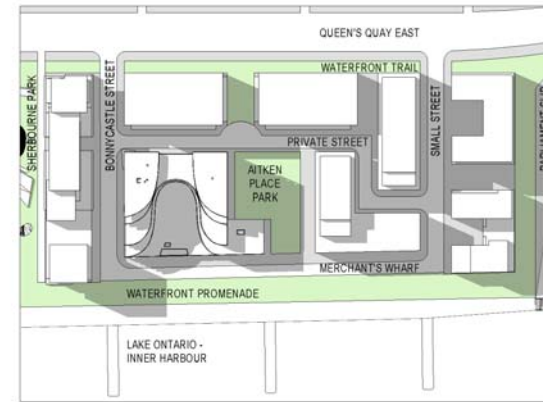 QUEEN'S QUAY EAST
WATERFRONT TRAIL
SHERBOURNE PARK
BONNYCASTLE STREET
SMALL STREET
PRIVATE STREET
AITKEN
PLACE
PARK
MERCHANT'S WHARF
WATERFRONT PROMENADE
LAKE ONTARIO -
INNER HARBOUR